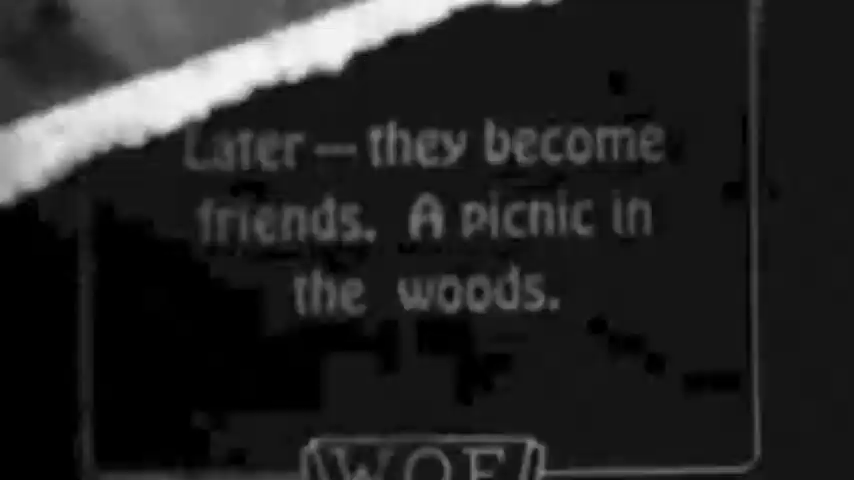 Later — they become
friends. A picnic in
the woods.